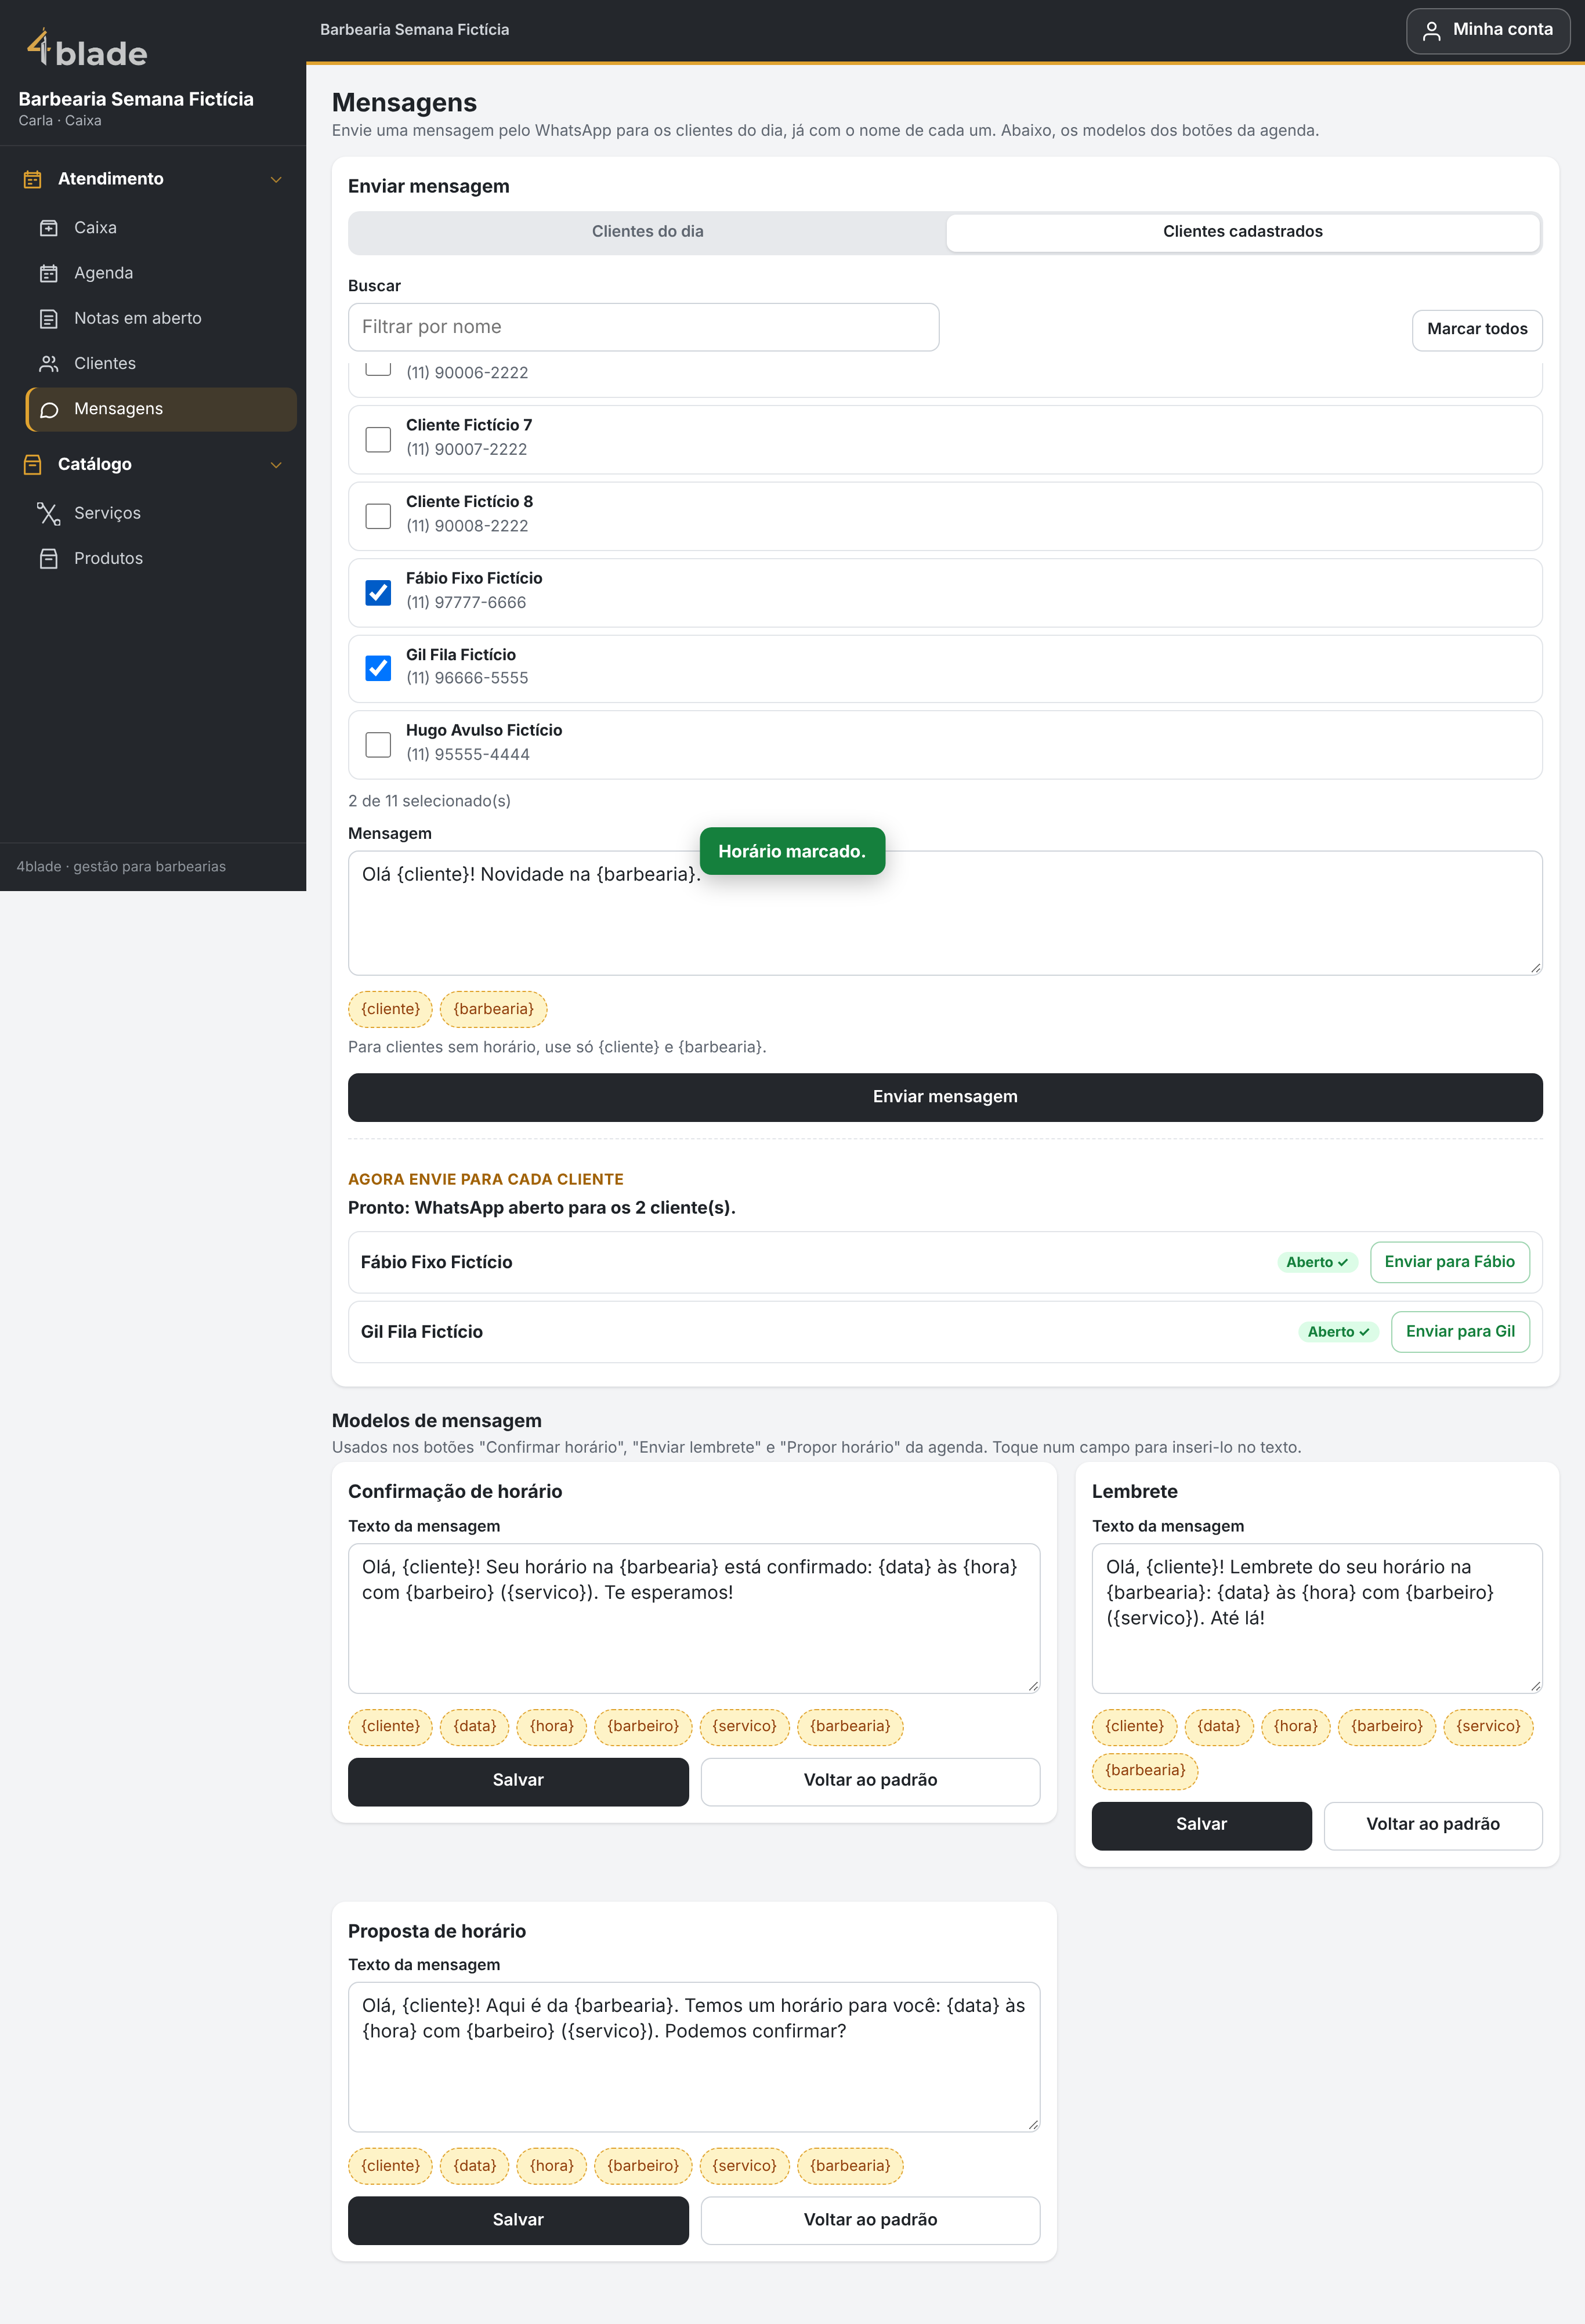 4blade
Barbearia Semana Fictícia
Carla · Caixa
Atendimento
Caixa
Agenda
Notas em aberto
Clientes
Mensagens
Catálogo
Serviços
Produtos
4blade · gestão para barbearias
Barbearia Semana Fictícia
Minha conta
Mensagens
Envie uma mensagem pelo WhatsApp para os clientes do dia, já com o nome de cada um. Abaixo, os modelos dos botões da agenda.
Enviar mensagem
Clientes do dia
Clientes cadastrados
Buscar
Filtrar por nome
Marcar todos
(11) 90006-2222
Cliente Fictício 7
(11) 90007-2222
Cliente Fictício 8
(11) 90008-2222
Fábio Fixo Fictício
(11) 97777-6666
Gil Fila Fictício
(11) 96666-5555
Hugo Avulso Fictício
(11) 95555-4444
2 de 11 selecionado(s)
Mensagem
Horário marcado.
Olá {cliente}! Novidade na {barbearia}.
{cliente} {barbearia}
Para clientes sem horário, use só {cliente} e {barbearia}.
Enviar mensagem
AGORA ENVIE PARA CADA CLIENTE
Pronto: WhatsApp aberto para os 2 cliente(s).
Fábio Fixo Fictício
Aberto ✓
Enviar para Fábio
Gil Fila Fictício
Aberto ✓
Enviar para Gil
Modelos de mensagem
Usados nos botões "Confirmar horário", "Enviar lembrete" e "Propor horário" da agenda. Toque num campo para inseri-lo no texto.
Confirmação de horário
Texto da mensagem
Olá, {cliente}! Seu horário na {barbearia} está confirmado: {data} às {hora}
com {barbeiro} ({servico}). Te esperamos!
{cliente} {data} {hora} {barbeiro} {servico} {barbearia}
Salvar
Voltar ao padrão
Lembrete
Texto da mensagem
Olá, {cliente}! Lembrete do seu horário na
{barbearia}: {data} às {hora} com {barbeiro}
({servico}). Até lá!
{cliente} {data} {hora} {barbeiro} {servico}
{barbearia}
Salvar
Voltar ao padrão
Proposta de horário
Texto da mensagem
Olá, {cliente}! Aqui é da {barbearia}. Temos um horário para você: {data} às
{hora} com {barbeiro} ({servico}). Podemos confirmar?
{cliente} {data} {hora} {barbeiro} {servico} {barbearia}
Salvar
Voltar ao padrão